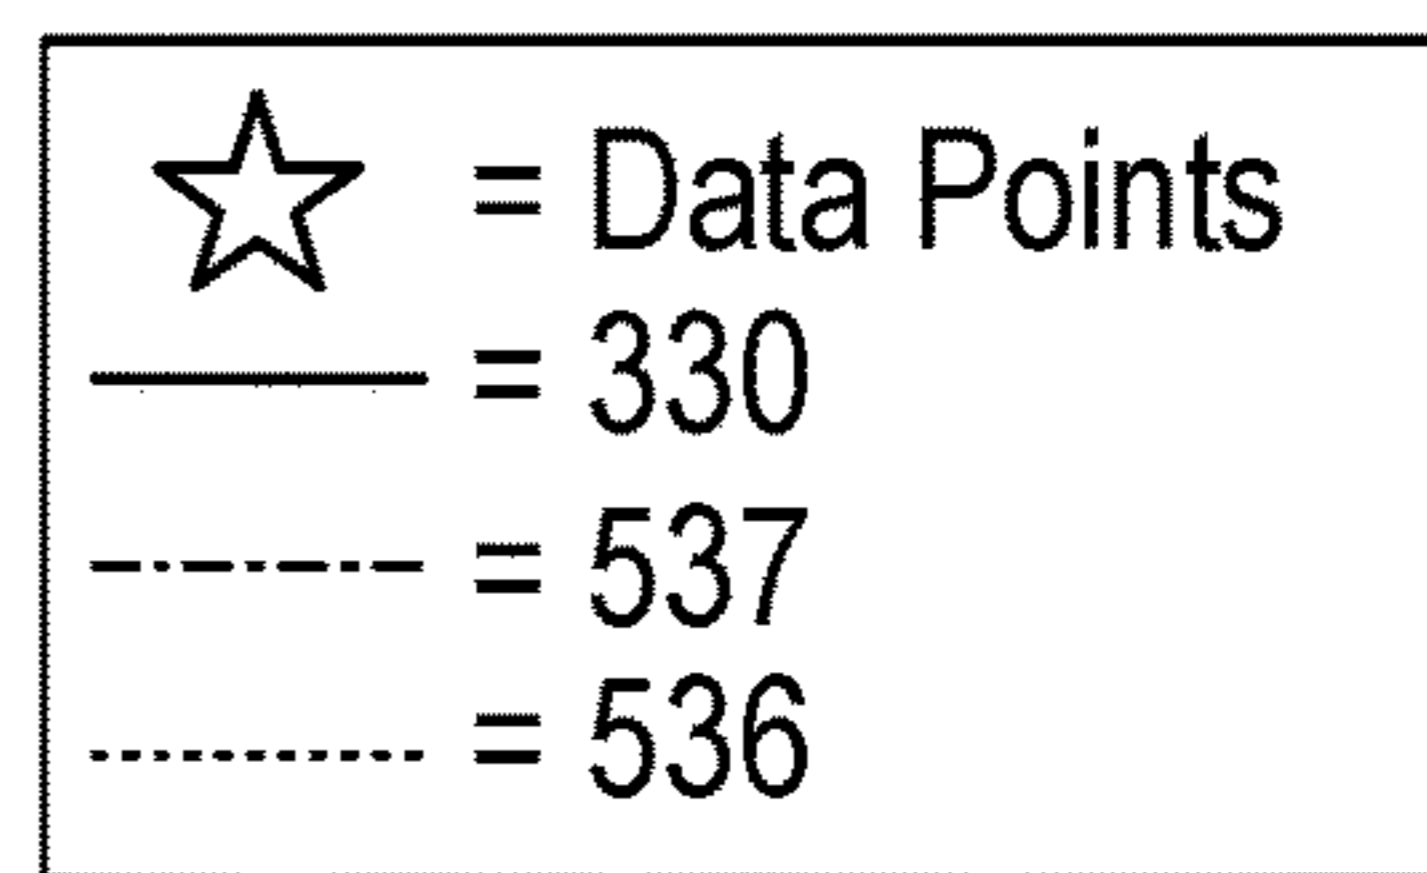 = Data Points
= 330
= 537
= 536